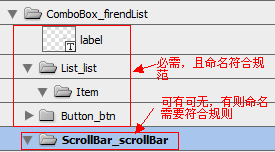 ComboBox_firendList
T
label
List_list
必需，且命名符合规
范
Item
可有可无，有则命名
需要符合规则
Button_btn
ScrollBar_scrollBar